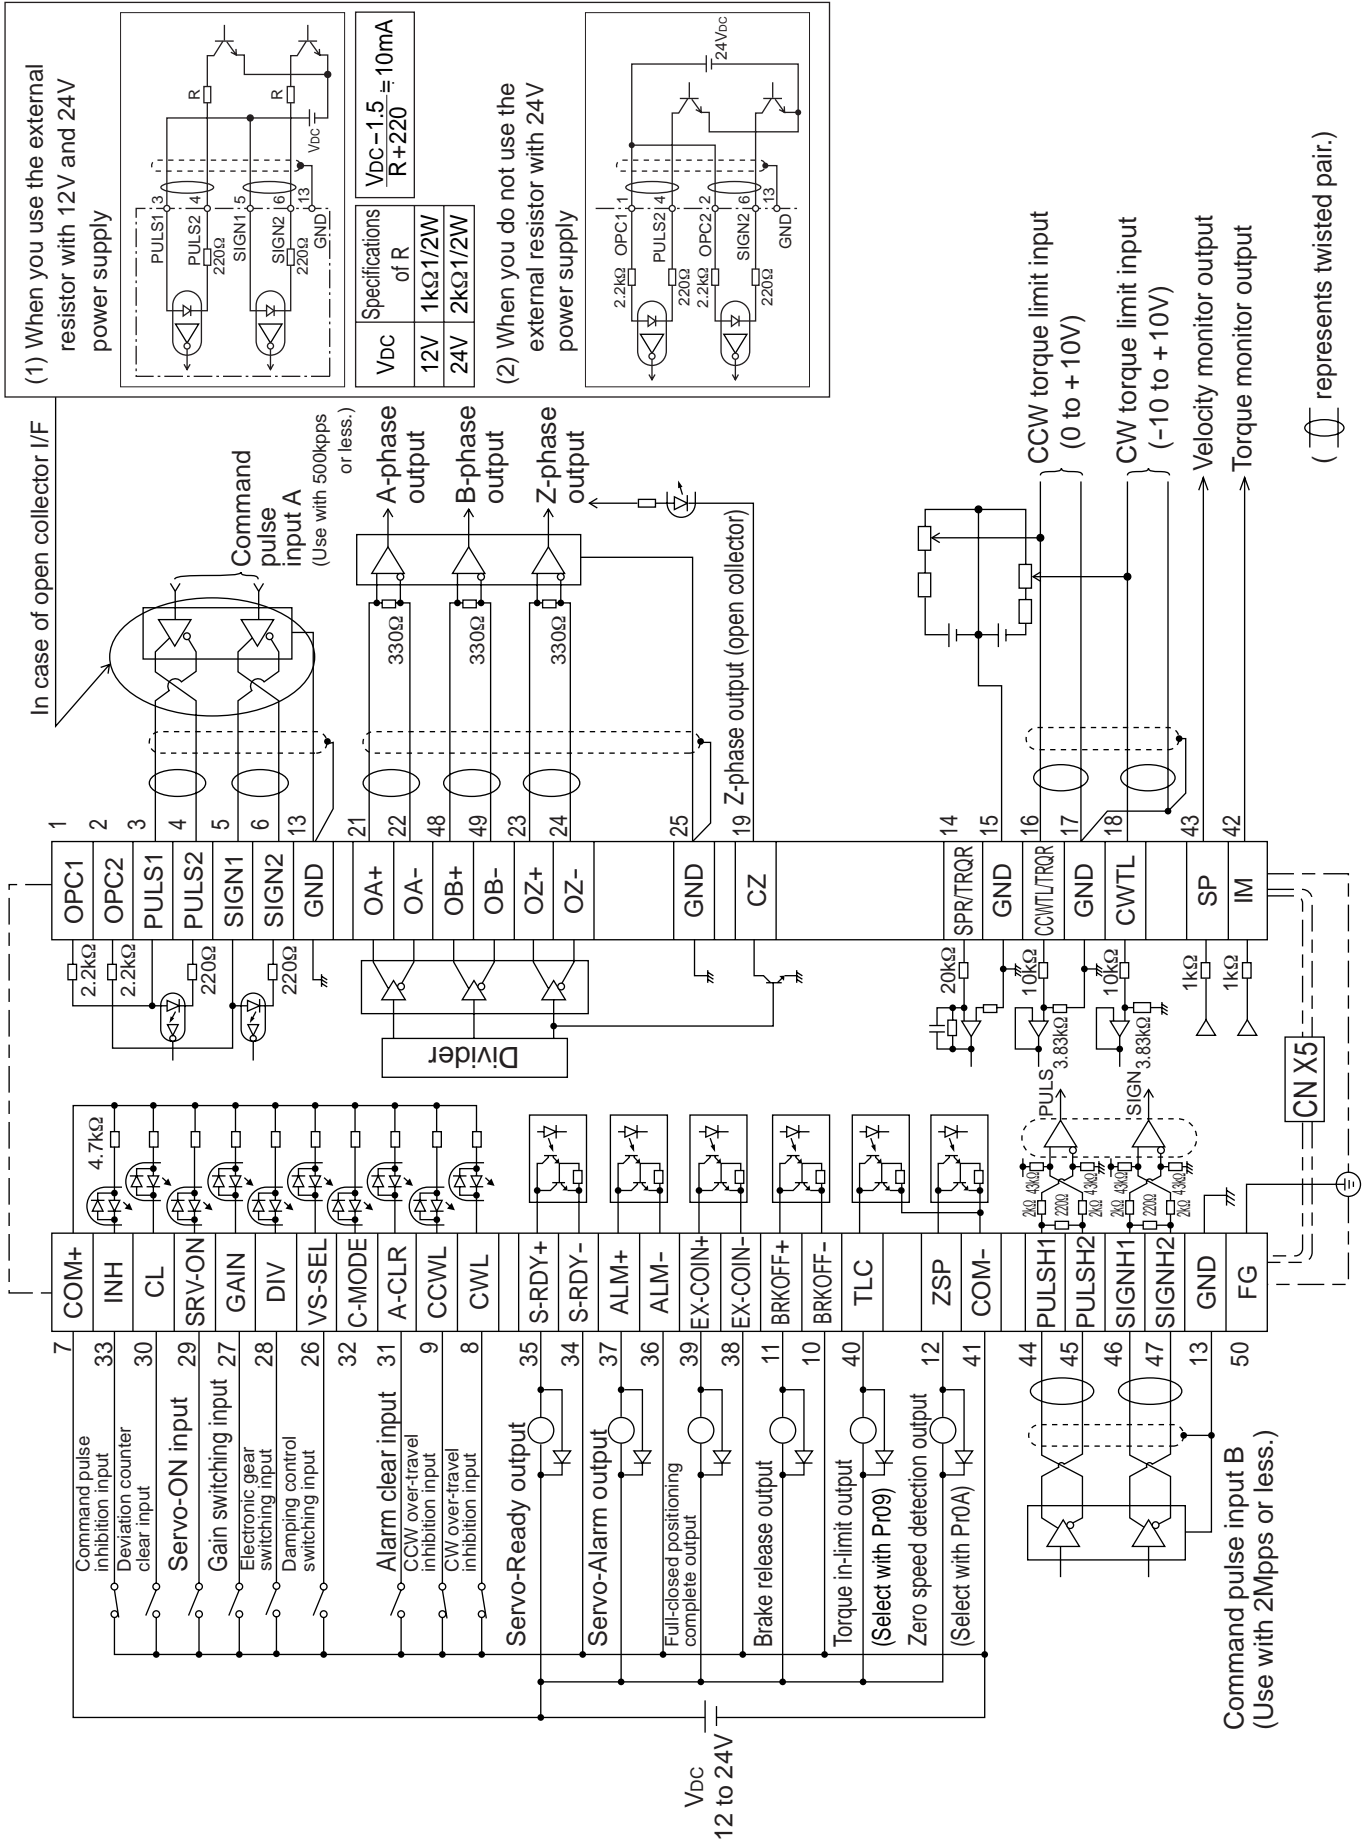 (1) When you use the external
resistor with 12V and 24V
power supply
PULS1 3
PULS2 4
220Ω
SIGN1 5
SIGN2 6
220Ω
GND 13
R
R
VDC
VDC Specifications of R
12V 1kΩ1/2W
24V 2kΩ1/2W
VDC−1.5
R+220
≒10mA
(2) When you do not use the
external resistor with 24V
power supply
2.2kΩ OPC1 1
PULS2 4
220Ω
2.2kΩ OPC2 2
SIGN2 6
220Ω
GND 13
24VDC
In case of open collector I/F
Command
pulse
input A
(Use with 500kpps
or less.)
A-phase
output
B-phase
output
Z-phase
output
330Ω
330Ω
330Ω
Z-phase output (open collector)
CCW torque limit input
(0 to +10V)
CW torque limit input
(−10 to +10V)
Velocity monitor output
Torque monitor output
( represents twisted pair.)
OPC1 1
OPC2 2
PULS1 3
PULS2 4
SIGN1 5
SIGN2 6
GND 13
OA+ 21
OA- 22
OB+ 48
OB- 49
OZ+ 23
OZ- 24
GND 25
CZ 19
SPR/TRQR 14
GND 15
CCWTL/TRQR 16
GND 17
CWTL 18
SP 43
IM 42
2.2kΩ
2.2kΩ
220Ω
220Ω
Divider
20kΩ
10kΩ
3.83kΩ
10kΩ
3.83kΩ
1kΩ
1kΩ
CN X5
4.7kΩ
PULS
SIGN
2kΩ 43kΩ
220Ω
2kΩ 43kΩ
2kΩ 43kΩ
220Ω
2kΩ 43kΩ
7 COM+
33 INH
30 CL
29 SRV-ON
27 GAIN
28 DIV
26 VS-SEL
32 C-MODE
31 A-CLR
9 CCWL
8 CWL
35 S-RDY+
34 S-RDY−
37 ALM+
36 ALM−
39 EX-COIN+
38 EX-COIN-
11 BRKOFF+
10 BRKOFF−
40 TLC
12 ZSP
41 COM-
44 PULSH1
45 PULSH2
46 SIGNH1
47 SIGNH2
13 GND
50 FG
Command pulse
inhibition input
Deviation counter
clear input
Servo-ON input
Gain switching input
Electronic gear
switching input
Damping control
switching input
Alarm clear input
CCW over-travel
inhibition input
CW over-travel
inhibition input
Servo-Ready output
Servo-Alarm output
Full-closed positioning
complete output
Brake release output
Torque in-limit output
(Select with Pr09)
Zero speed detection output
(Select with Pr0A)
VDC
12 to 24V
Command pulse input B
(Use with 2Mpps or less.)